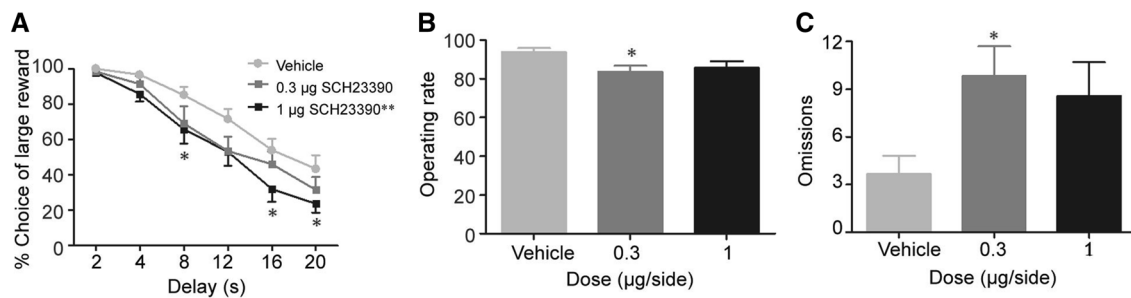 A
% Choice of large reward
100
80
60
40
20
0
Vehicle
0.3 µg SCH23390
1 µg SCH23390**
*
*
*
2 4 8 12 16 20
Delay (s)
B
Operating rate
100
80
60
40
20
0
*
Vehicle 0.3 1
Dose (µg/side)
C
Omissions
12
9
6
3
0
*
Vehicle 0.3 1
Dose (µg/side)